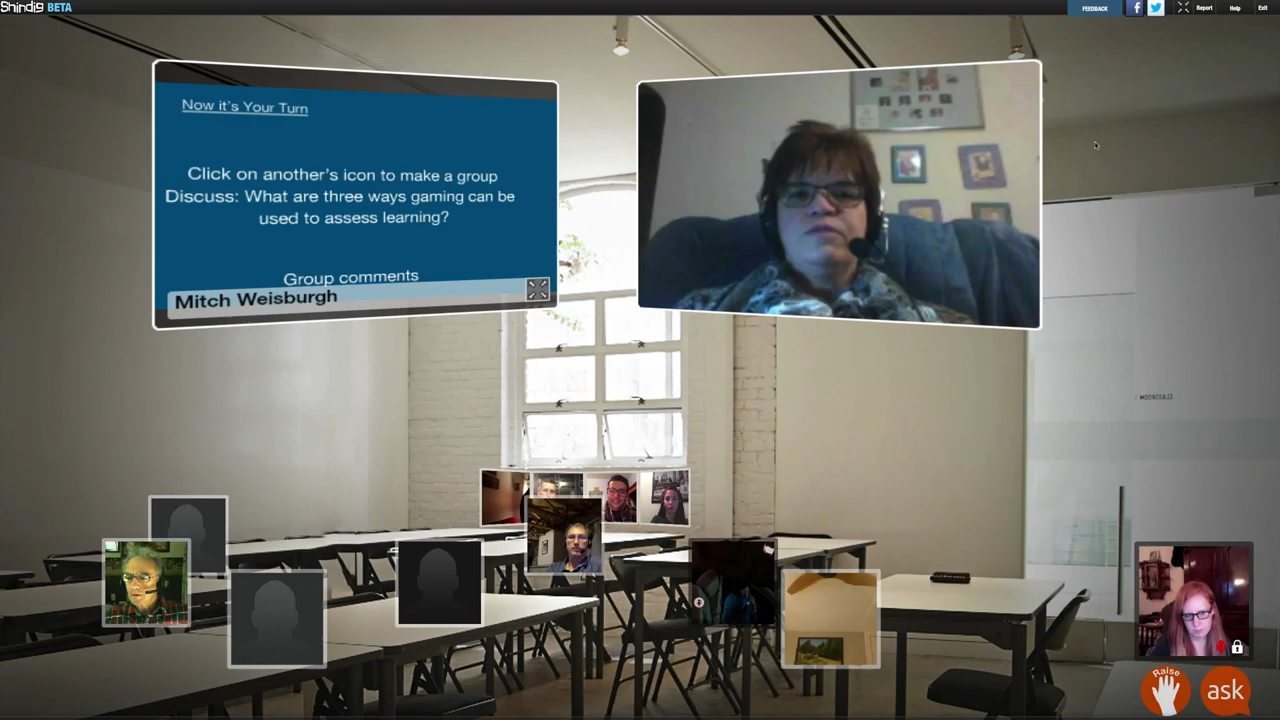 Shindig BETA
FEEDBACK
Report
Help
Exit
Now it's Your Turn
Click on another's icon to make a group
Discuss: What are three ways gaming can be
used to assess learning?
Group comments
Mitch Weisburgh
Raise
ask